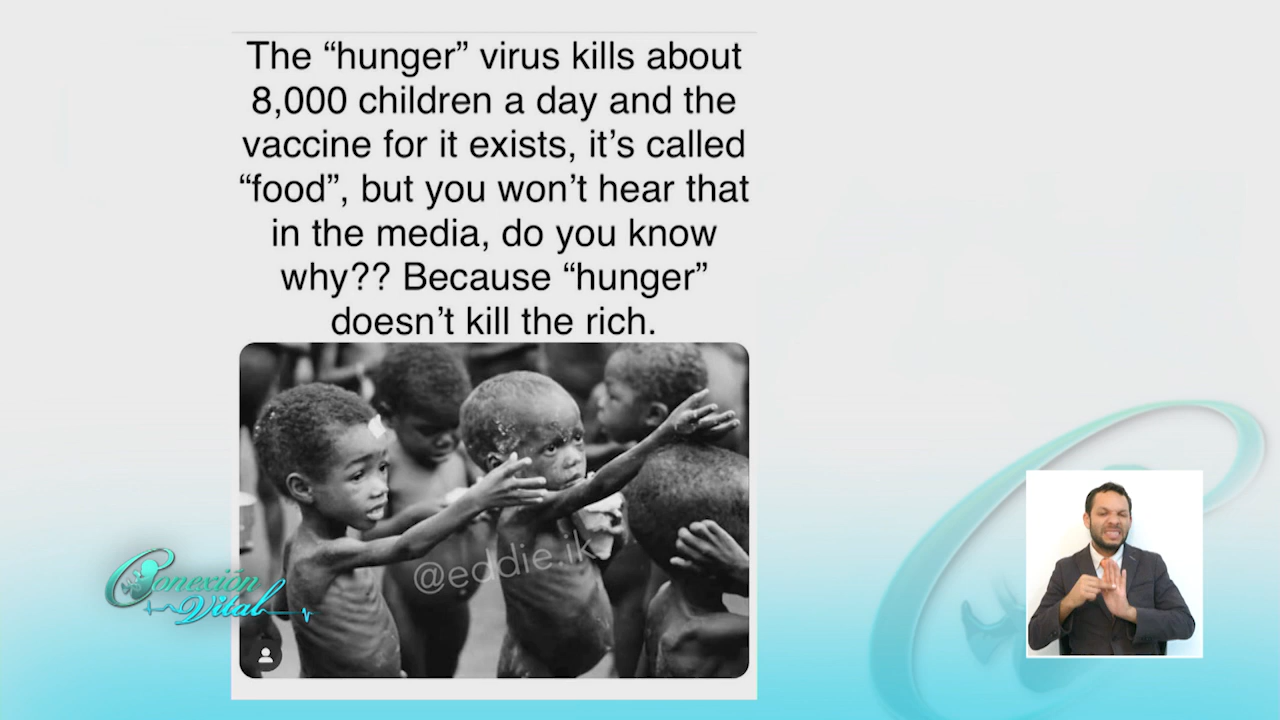 The “hunger” virus kills about
8,000 children a day and the
vaccine for it exists, it’s called
“food”, but you won’t hear that
in the media, do you know
why?? Because “hunger”
doesn’t kill the rich.
@eddie.ik
Conexión
Vital